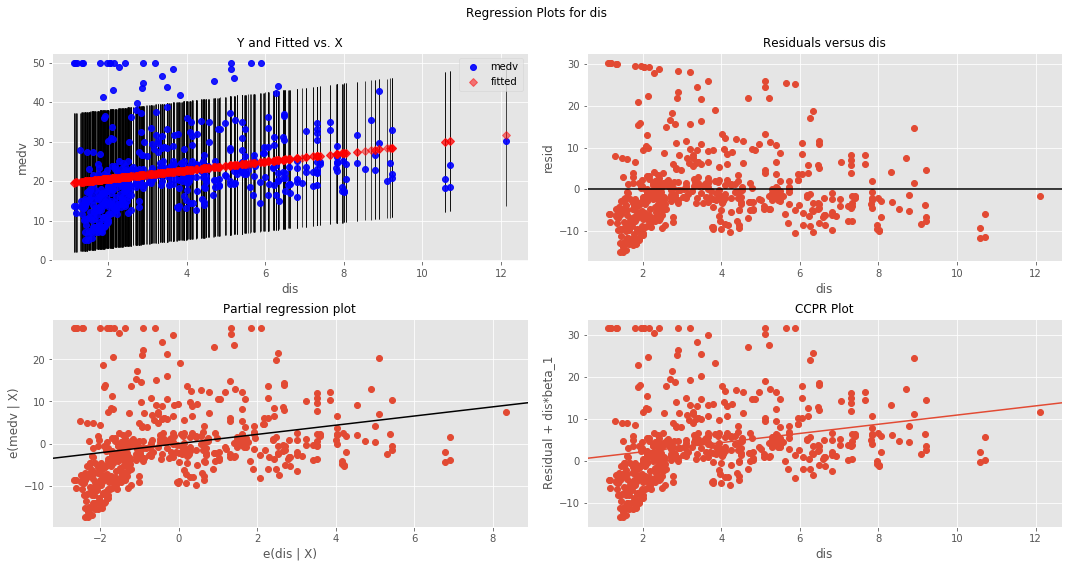 Regression Plots for dis
Y and Fitted vs. X
50
40
30
20
10
0
medv
2 4 6 8 10 12
dis
medv
fitted
Residuals versus dis
30
20
10
0
−10
resid
2 4 6 8 10 12
dis
Partial regression plot
20
10
0
−10
e(medv | X)
−2 0 2 4 6 8
e(dis | X)
CCPR Plot
30
20
10
0
−10
Residual + dis*beta_1
2 4 6 8 10 12
dis